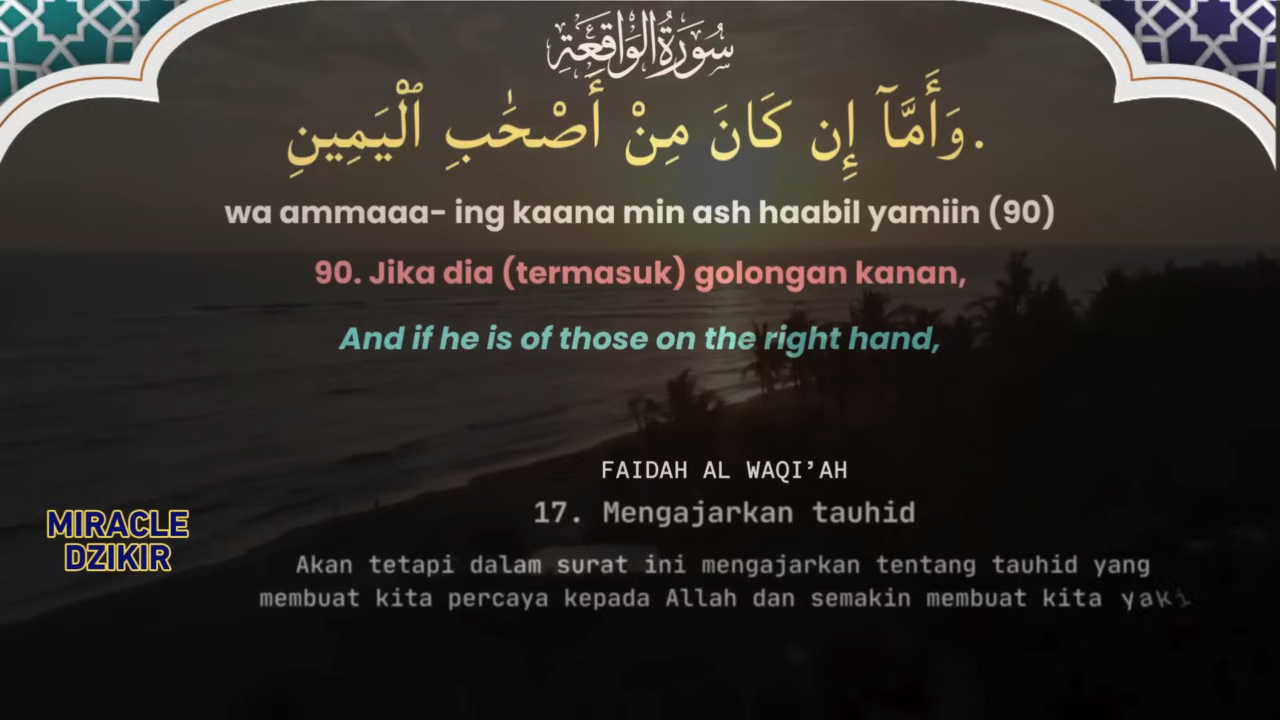 سُورَةُ الْوَاقِعَةِ
وَأَمَّآ إِن كَانَ مِنْ أَصْحَٰبِ ٱلْيَمِينِ.
wa ammaaa- ing kaana min ash haabil yamiin (90)
90. Jika dia (termasuk) golongan kanan,
And if he is of those on the right hand,
FAIDAH AL WAQI’AH
17. Mengajarkan tauhid
MIRACLE
DZIKIR
Akan tetapi dalam surat ini mengajarkan tentang tauhid yang
membuat kita percaya kepada Allah dan semakin membuat kita yaki